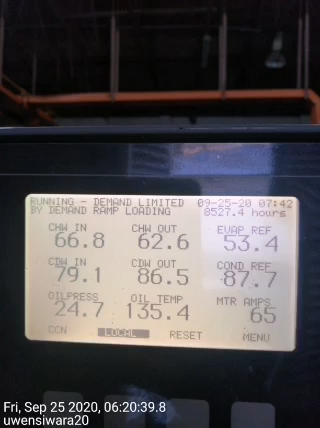 RUNNING - DEMAND LIMITED 09-25-20 07:42
BY DEMAND RAMP LOADING 8527.4 hours
CHW IN CHW OUT EVAP REF
66.8 62.6 53.4
CDW IN CDW OUT COND REF
79.1 86.5 87.7
OILPRESS OIL TEMP MTR AMPS
24.7 135.4 65
CCN LOCAL RESET MENU
Fri, Sep 25 2020, 06:20:39.8
uwensiwara20